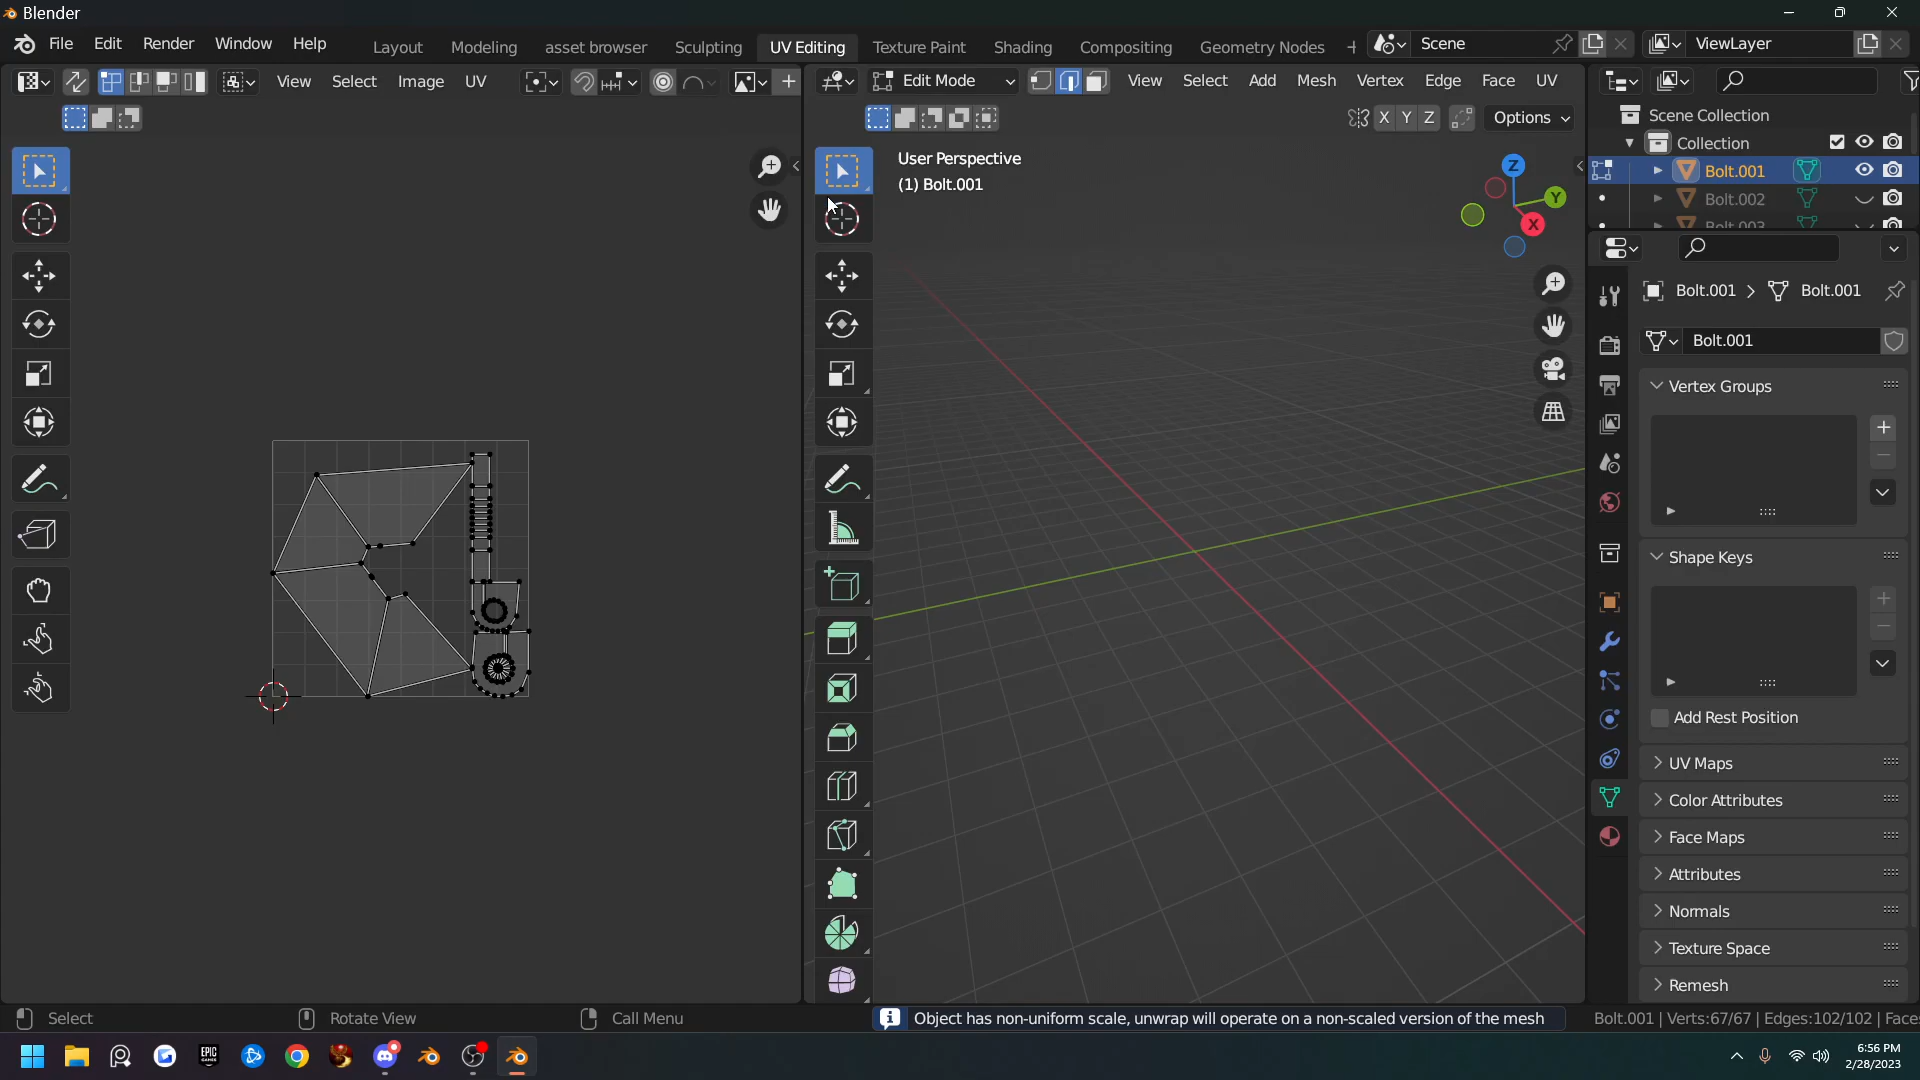 Blender
File Edit Render Window Help
Layout Modeling asset browser Sculpting UV Editing Texture Paint Shading Compositing Geometry Nodes
Scene
ViewLayer
View Select Image UV
Edit Mode
View Select Add Mesh Vertex Edge Face UV
X Y Z
Options
User Perspective
(1) Bolt.001
Z
Y
X
Scene Collection
Collection
Bolt.001
Bolt.002
Bolt.003
Bolt.001 > Bolt.001
Bolt.001
Vertex Groups
Shape Keys
Add Rest Position
UV Maps
Color Attributes
Face Maps
Attributes
Normals
Texture Space
Remesh
Select
Rotate View
Call Menu
Object has non-uniform scale, unwrap will operate on a non-scaled version of the mesh
Bolt.001 | Verts:67/67 | Edges:102/102 | Faces
EPIC
GAMES
6:56 PM
2/28/2023